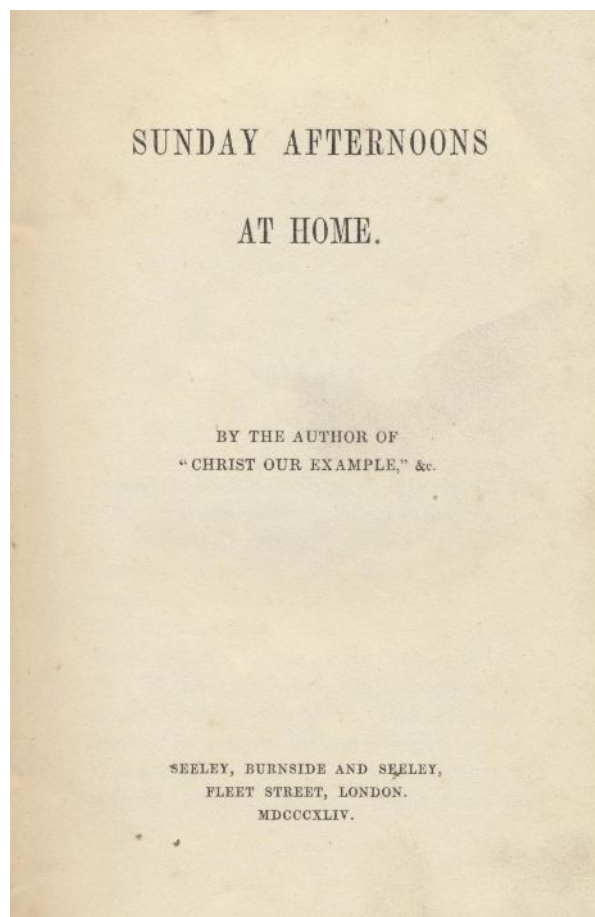 SUNDAY AFTERNOONS
AT HOME.
BY THE AUTHOR OF
"CHRIST OUR EXAMPLE," &c.
SEELEY, BURNSIDE AND SEELEY,
FLEET STREET, LONDON.
MDCCCXLIV.